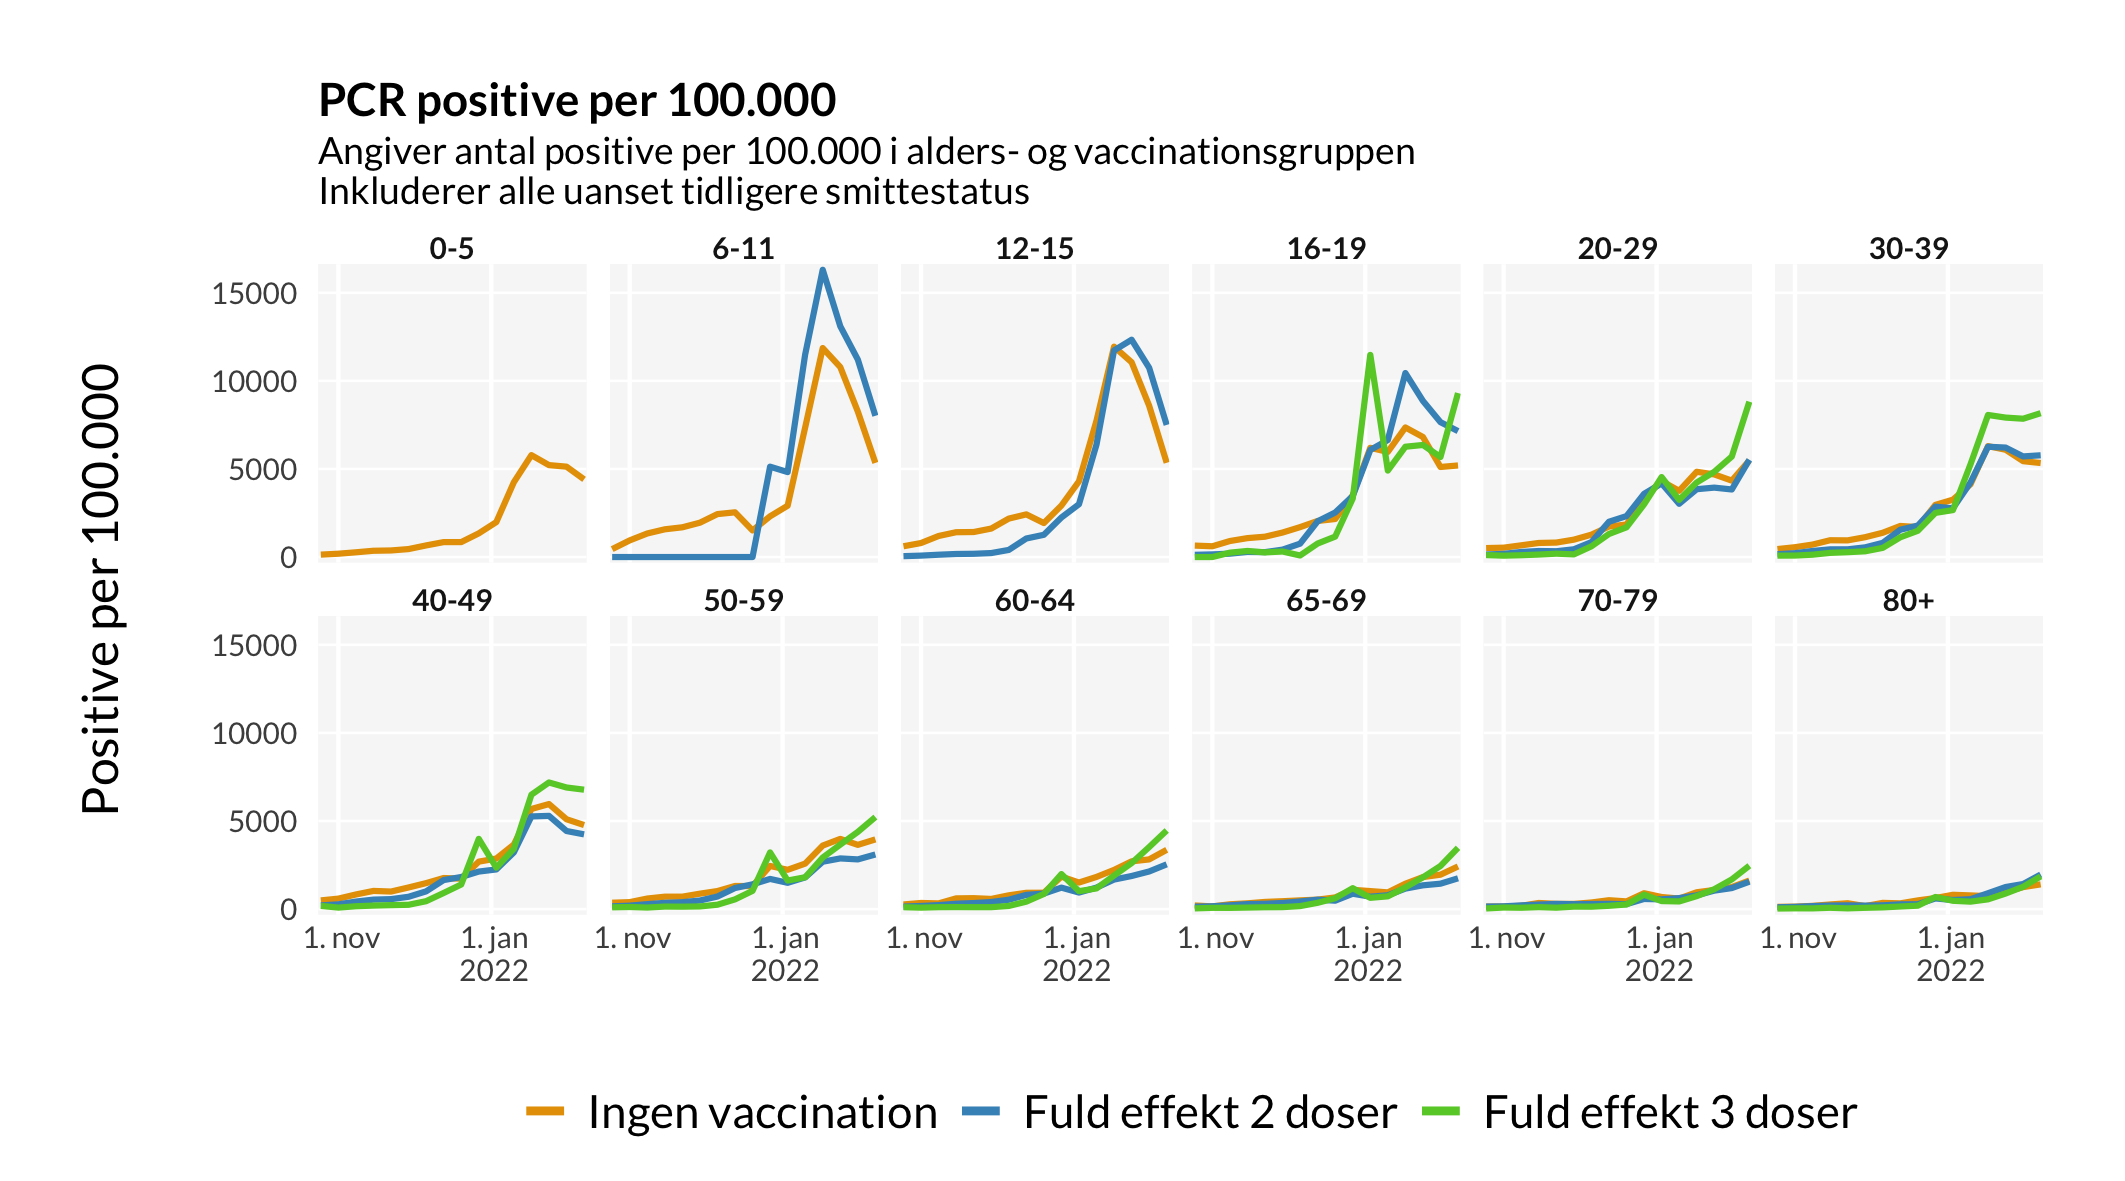 PCR positive per 100.000
Angiver antal positive per 100.000 i alders- og vaccinationsgruppen
Inkluderer alle uanset tidligere smittestatus
Positive per 100.000
0-5 6-11 12-15 16-19 20-29 30-39
15000
10000
5000
0
40-49 50-59 60-64 65-69 70-79 80+
15000
10000
5000
0
1. nov 1. jan 1. nov 1. jan 1. nov 1. jan 1. nov 1. jan 1. nov 1. jan 1. nov 1. jan
2022 2022 2022 2022 2022 2022
Ingen vaccination Fuld effekt 2 doser Fuld effekt 3 doser